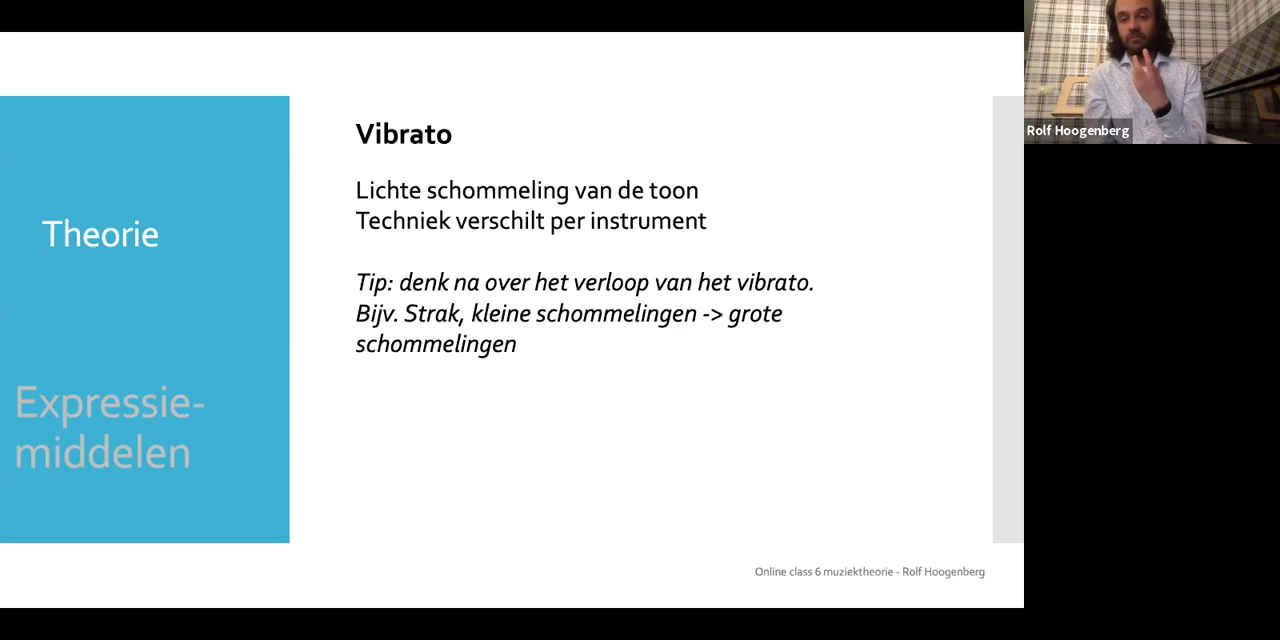 Theorie
Expressie-
middelen
Vibrato
Lichte schommeling van de toon
Techniek verschilt per instrument
Tip: denk na over het verloop van het vibrato.
Bijv. Strak, kleine schommelingen -> grote
schommelingen
Online class 6 muziektheorie - Rolf Hoogenberg
Rolf Hoogenberg